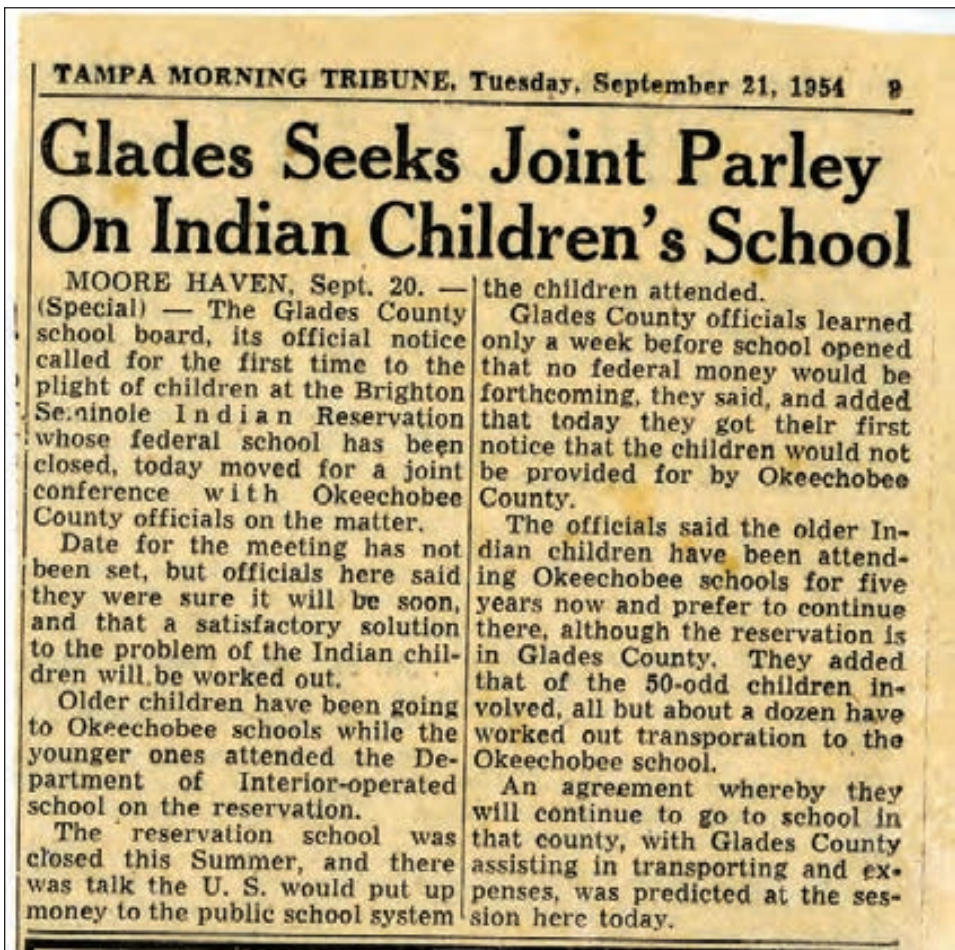 TAMPA MORNING TRIBUNE, Tuesday, September 21, 1954 9
Glades Seeks Joint Parley
On Indian Children's School
MOORE HAVEN, Sept. 20. —
(Special) — The Glades County
school board, its official notice
called for the first time to the
plight of children at the Brighton
Seminole Indian Reservation
whose federal school has been
closed, today moved for a joint
conference with Okeechobee
County officials on the matter.
Date for the meeting has not
been set, but officials here said
they were sure it will be soon,
and that a satisfactory solution
to the problem of the Indian chil-
dren will be worked out.
Older children have been going
to Okeechobee schools while the
younger ones attended the De-
partment of Interior-operated
school on the reservation.
The reservation school was
closed this Summer, and there
was talk the U. S. would put up
money to the public school system
the children attended.
Glades County officials learned
only a week before school opened
that no federal money would be
forthcoming, they said, and added
that today they got their first
notice that the children would not
be provided for by Okeechobee
County.
The officials said the older In-
dian children have been attend-
ing Okeechobee schools for five
years now and prefer to continue
there, although the reservation is
in Glades County. They added
that of the 50-odd children in-
volved, all but about a dozen have
worked out transporation to the
Okeechobee school.
An agreement whereby they
will continue to go to school in
that county, with Glades County
assisting in transporting and ex-
penses, was predicted at the ses-
sion here today.